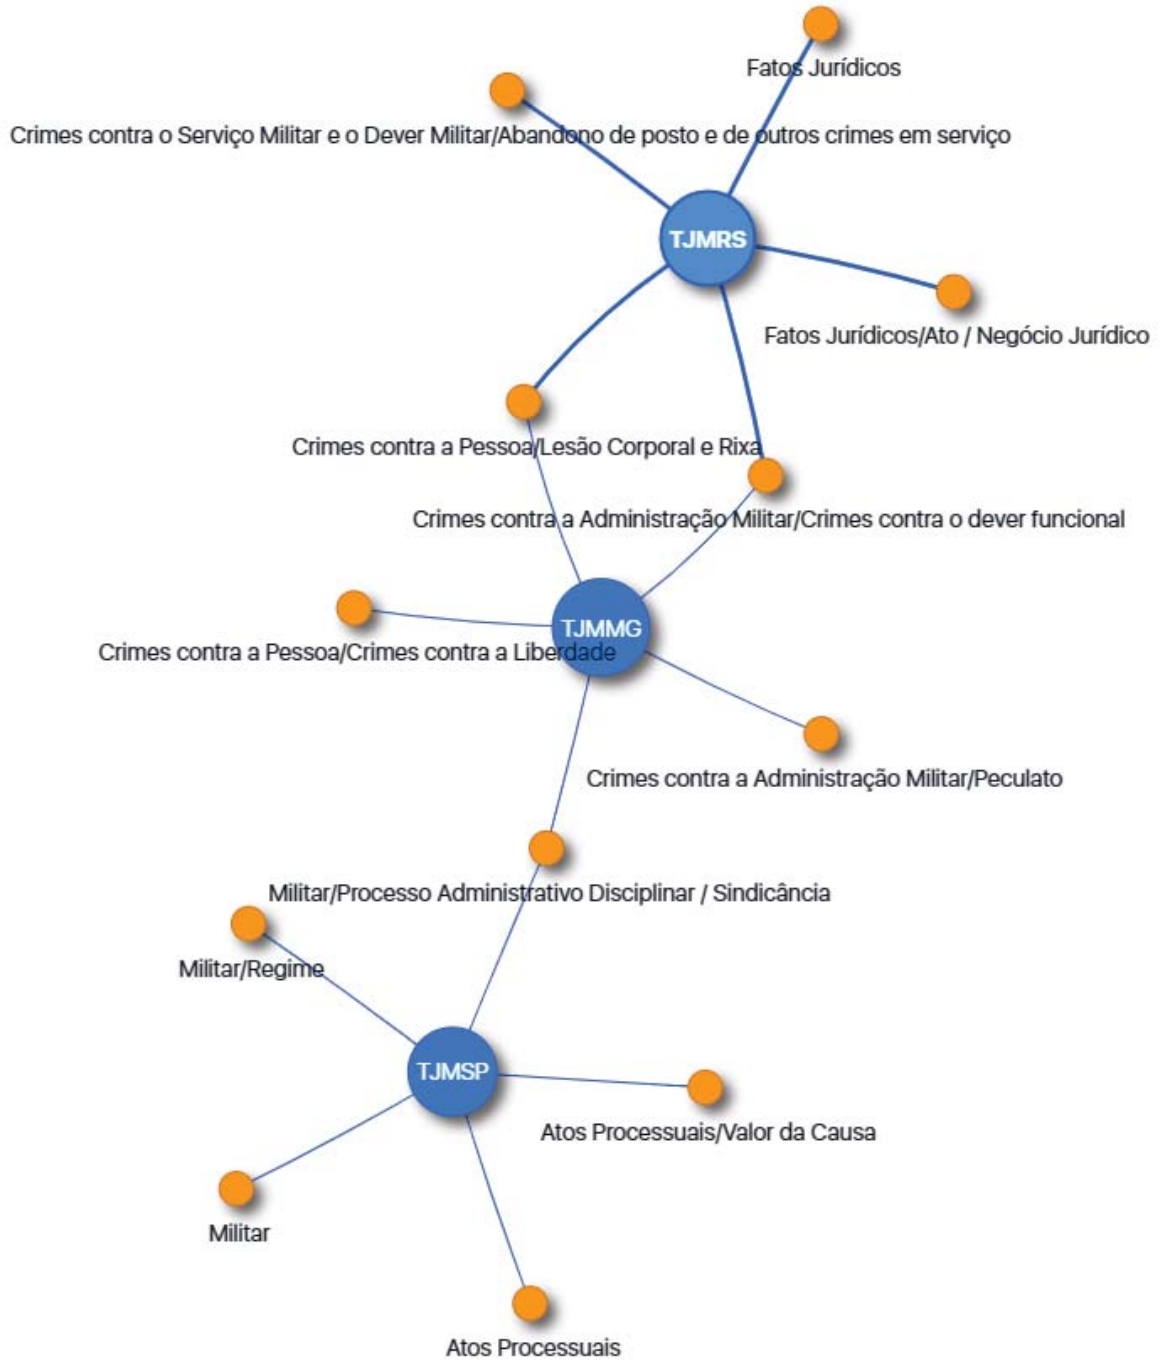 Fatos Jurídicos
Crimes contra o Serviço Militar e o Dever Militar/Abandono de posto e de outros crimes em serviço
TJMRS
Fatos Jurídicos/Ato / Negócio Jurídico
Crimes contra a Pessoa/Lesão Corporal e Rixa
Crimes contra a Administração Militar/Crimes contra o dever funcional
TJMMG
Crimes contra a Pessoa/Crimes contra a Liberdade
Crimes contra a Administração Militar/Peculato
Militar/Processo Administrativo Disciplinar / Sindicância
Militar/Regime
TJMSP
Atos Processuais/Valor da Causa
Militar
Atos Processuais